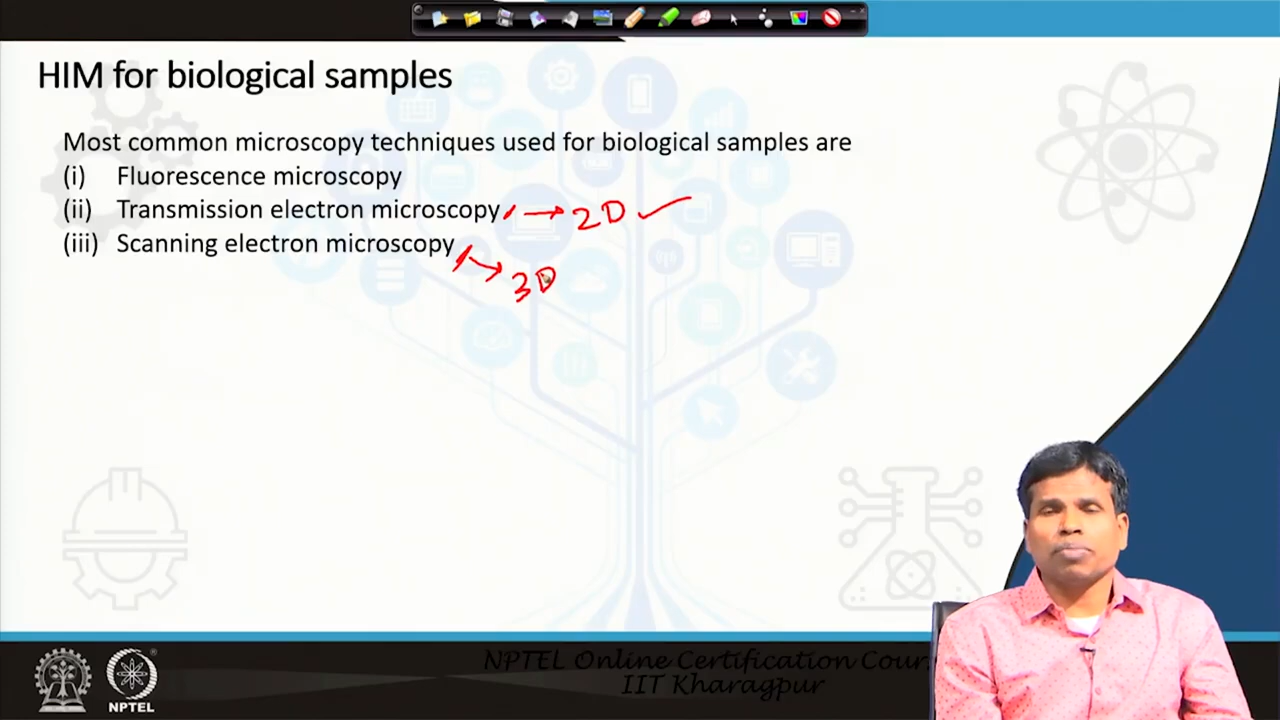 HIM for biological samples
Most common microscopy techniques used for biological samples are
(i) Fluorescence microscopy
(ii) Transmission electron microscopy → 2D ✓
(iii) Scanning electron microscopy → 3D
NPTEL Online Certification Cour
IIT Kharagpur
NPTEL